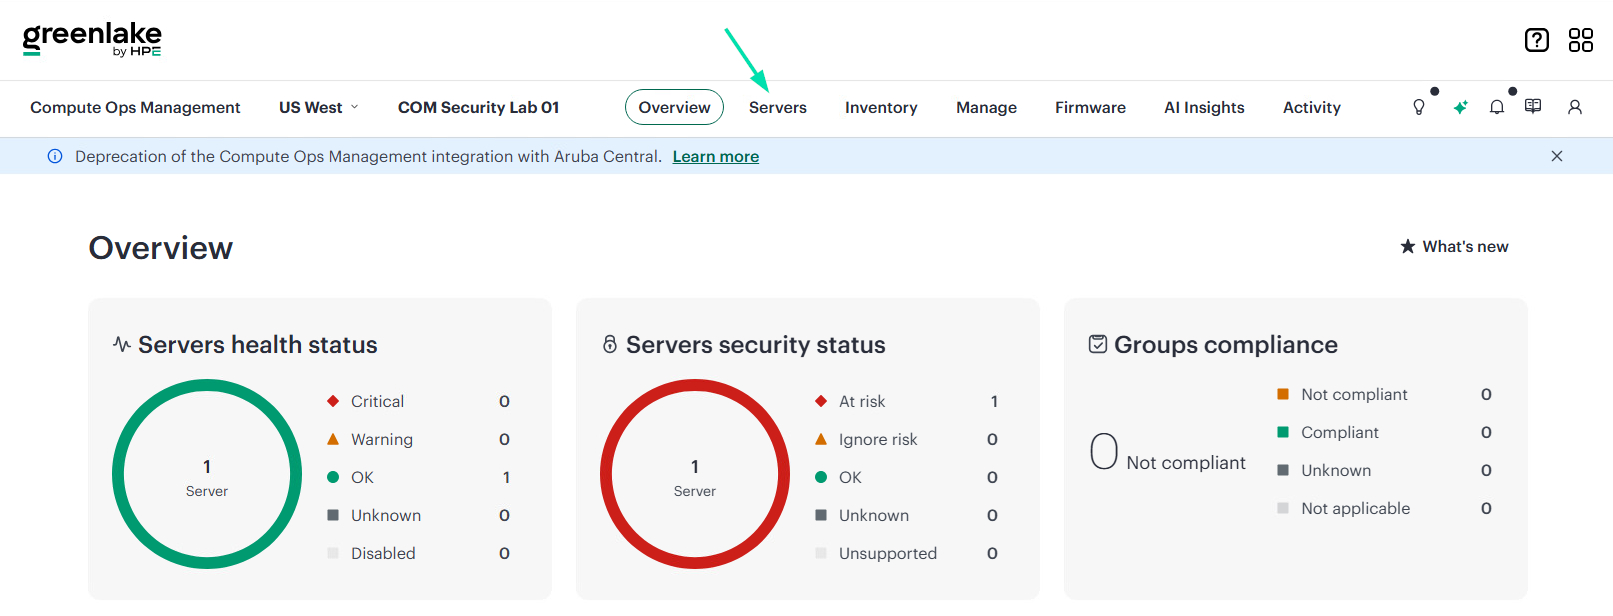 greenlake
by HPE
Compute Ops Management US West COM Security Lab 01 Overview Servers Inventory Manage Firmware AI Insights Activity
Deprecation of the Compute Ops Management integration with Aruba Central. Learn more
Overview
What's new
Servers health status
1
Server
Critical 0
Warning 0
OK 1
Unknown 0
Disabled 0
Servers security status
1
Server
At risk 1
Ignore risk 0
OK 0
Unknown 0
Unsupported 0
Groups compliance
0 Not compliant
Not compliant 0
Compliant 0
Unknown 0
Not applicable 0